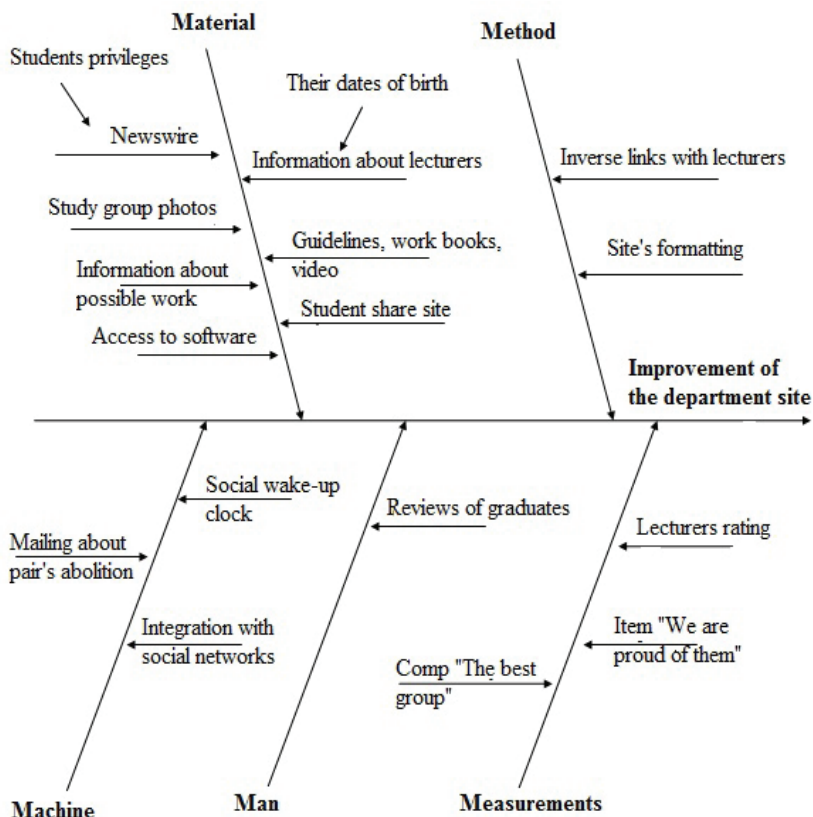 Material
Method
Students privileges
Their dates of birth
Newswire
Information about lecturers
Inverse links with lecturers
Study group photos
Guidelines, work books,
video
Site's formatting
Information about
possible work
Student share site
Access to software
Improvement of
the department site
Social wake-up
clock
Reviews of graduates
Lecturers rating
Mailing about
pair's abolition
Integration with
social networks
Item "We are
proud of them"
Comp "The best
group"
Machine
Man
Measurements